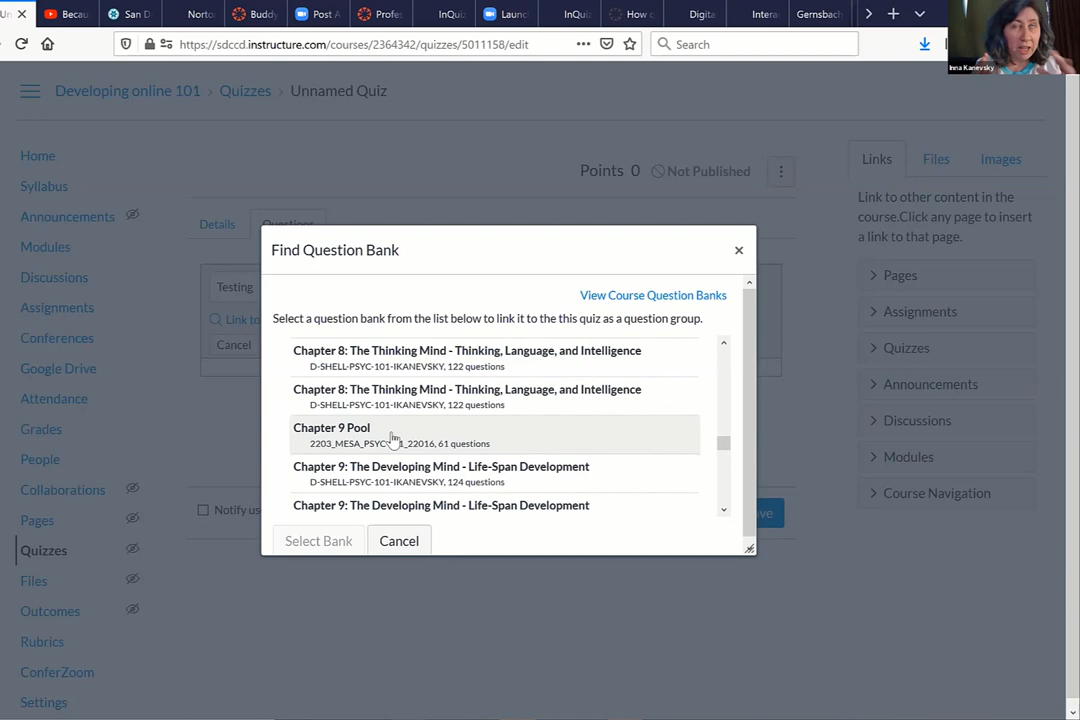 Un
Becau
San D
Norto
Buddy
Post A
Profes
InQuiz
Launc
InQuiz
How c
Digita
Intera
Gernsbach
https://sdccd.instructure.com/courses/2364342/quizzes/5011158/edit
Search
Inna Kanevsky
Developing online 101 > Quizzes > Unnamed Quiz
Home
Syllabus
Announcements
Modules
Discussions
Assignments
Conferences
Google Drive
Attendance
Grades
People
Collaborations
Pages
Quizzes
Files
Outcomes
Rubrics
ConferZoom
Settings
Points 0 Not Published
Details Questions
Testing
Link to
Cancel
Notify us
ve
Find Question Bank
View Course Question Banks
Select a question bank from the list below to link it to the this quiz as a question group.
Chapter 8: The Thinking Mind - Thinking, Language, and Intelligence
D-SHELL-PSYC-101-IKANEVSKY, 122 questions
Chapter 8: The Thinking Mind - Thinking, Language, and Intelligence
D-SHELL-PSYC-101-IKANEVSKY, 122 questions
Chapter 9 Pool
2203_MESA_PSYC 1_22016, 61 questions
Chapter 9: The Developing Mind - Life-Span Development
D-SHELL-PSYC-101-IKANEVSKY, 124 questions
Chapter 9: The Developing Mind - Life-Span Development
Select Bank Cancel
Links Files Images
Link to other content in the
course.Click any page to insert
a link to that page.
Pages
Assignments
Quizzes
Announcements
Discussions
Modules
Course Navigation